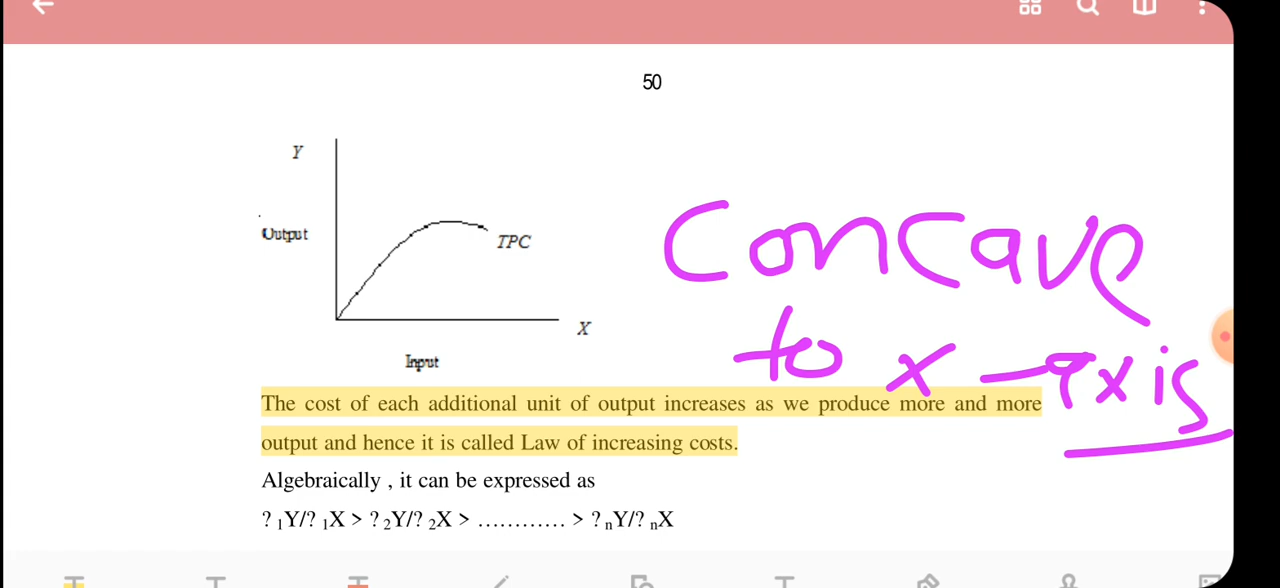 50
Y
Output
TPC
X
Input
Concave
to x-axis
The cost of each additional unit of output increases as we produce more and more
output and hence it is called Law of increasing costs.
Algebraically , it can be expressed as
? ₁Y/? ₁X > ? ₂Y/? ₂X > ………… > ? ₙY/? ₙX
T
T
T
T